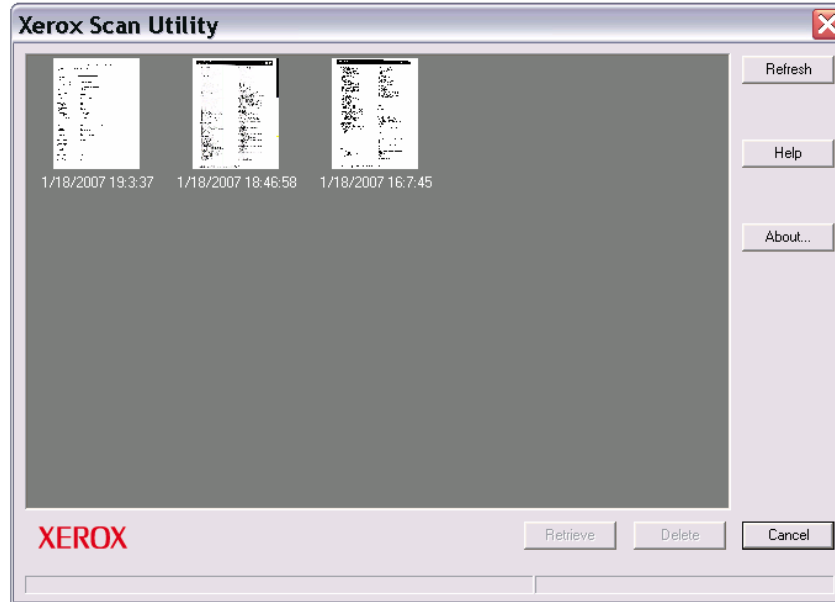 Xerox Scan Utility
1/18/2007 19:3:37
1/18/2007 18:46:58
1/18/2007 16:7:45
Refresh
Help
About...
XEROX
Retrieve
Delete
Cancel